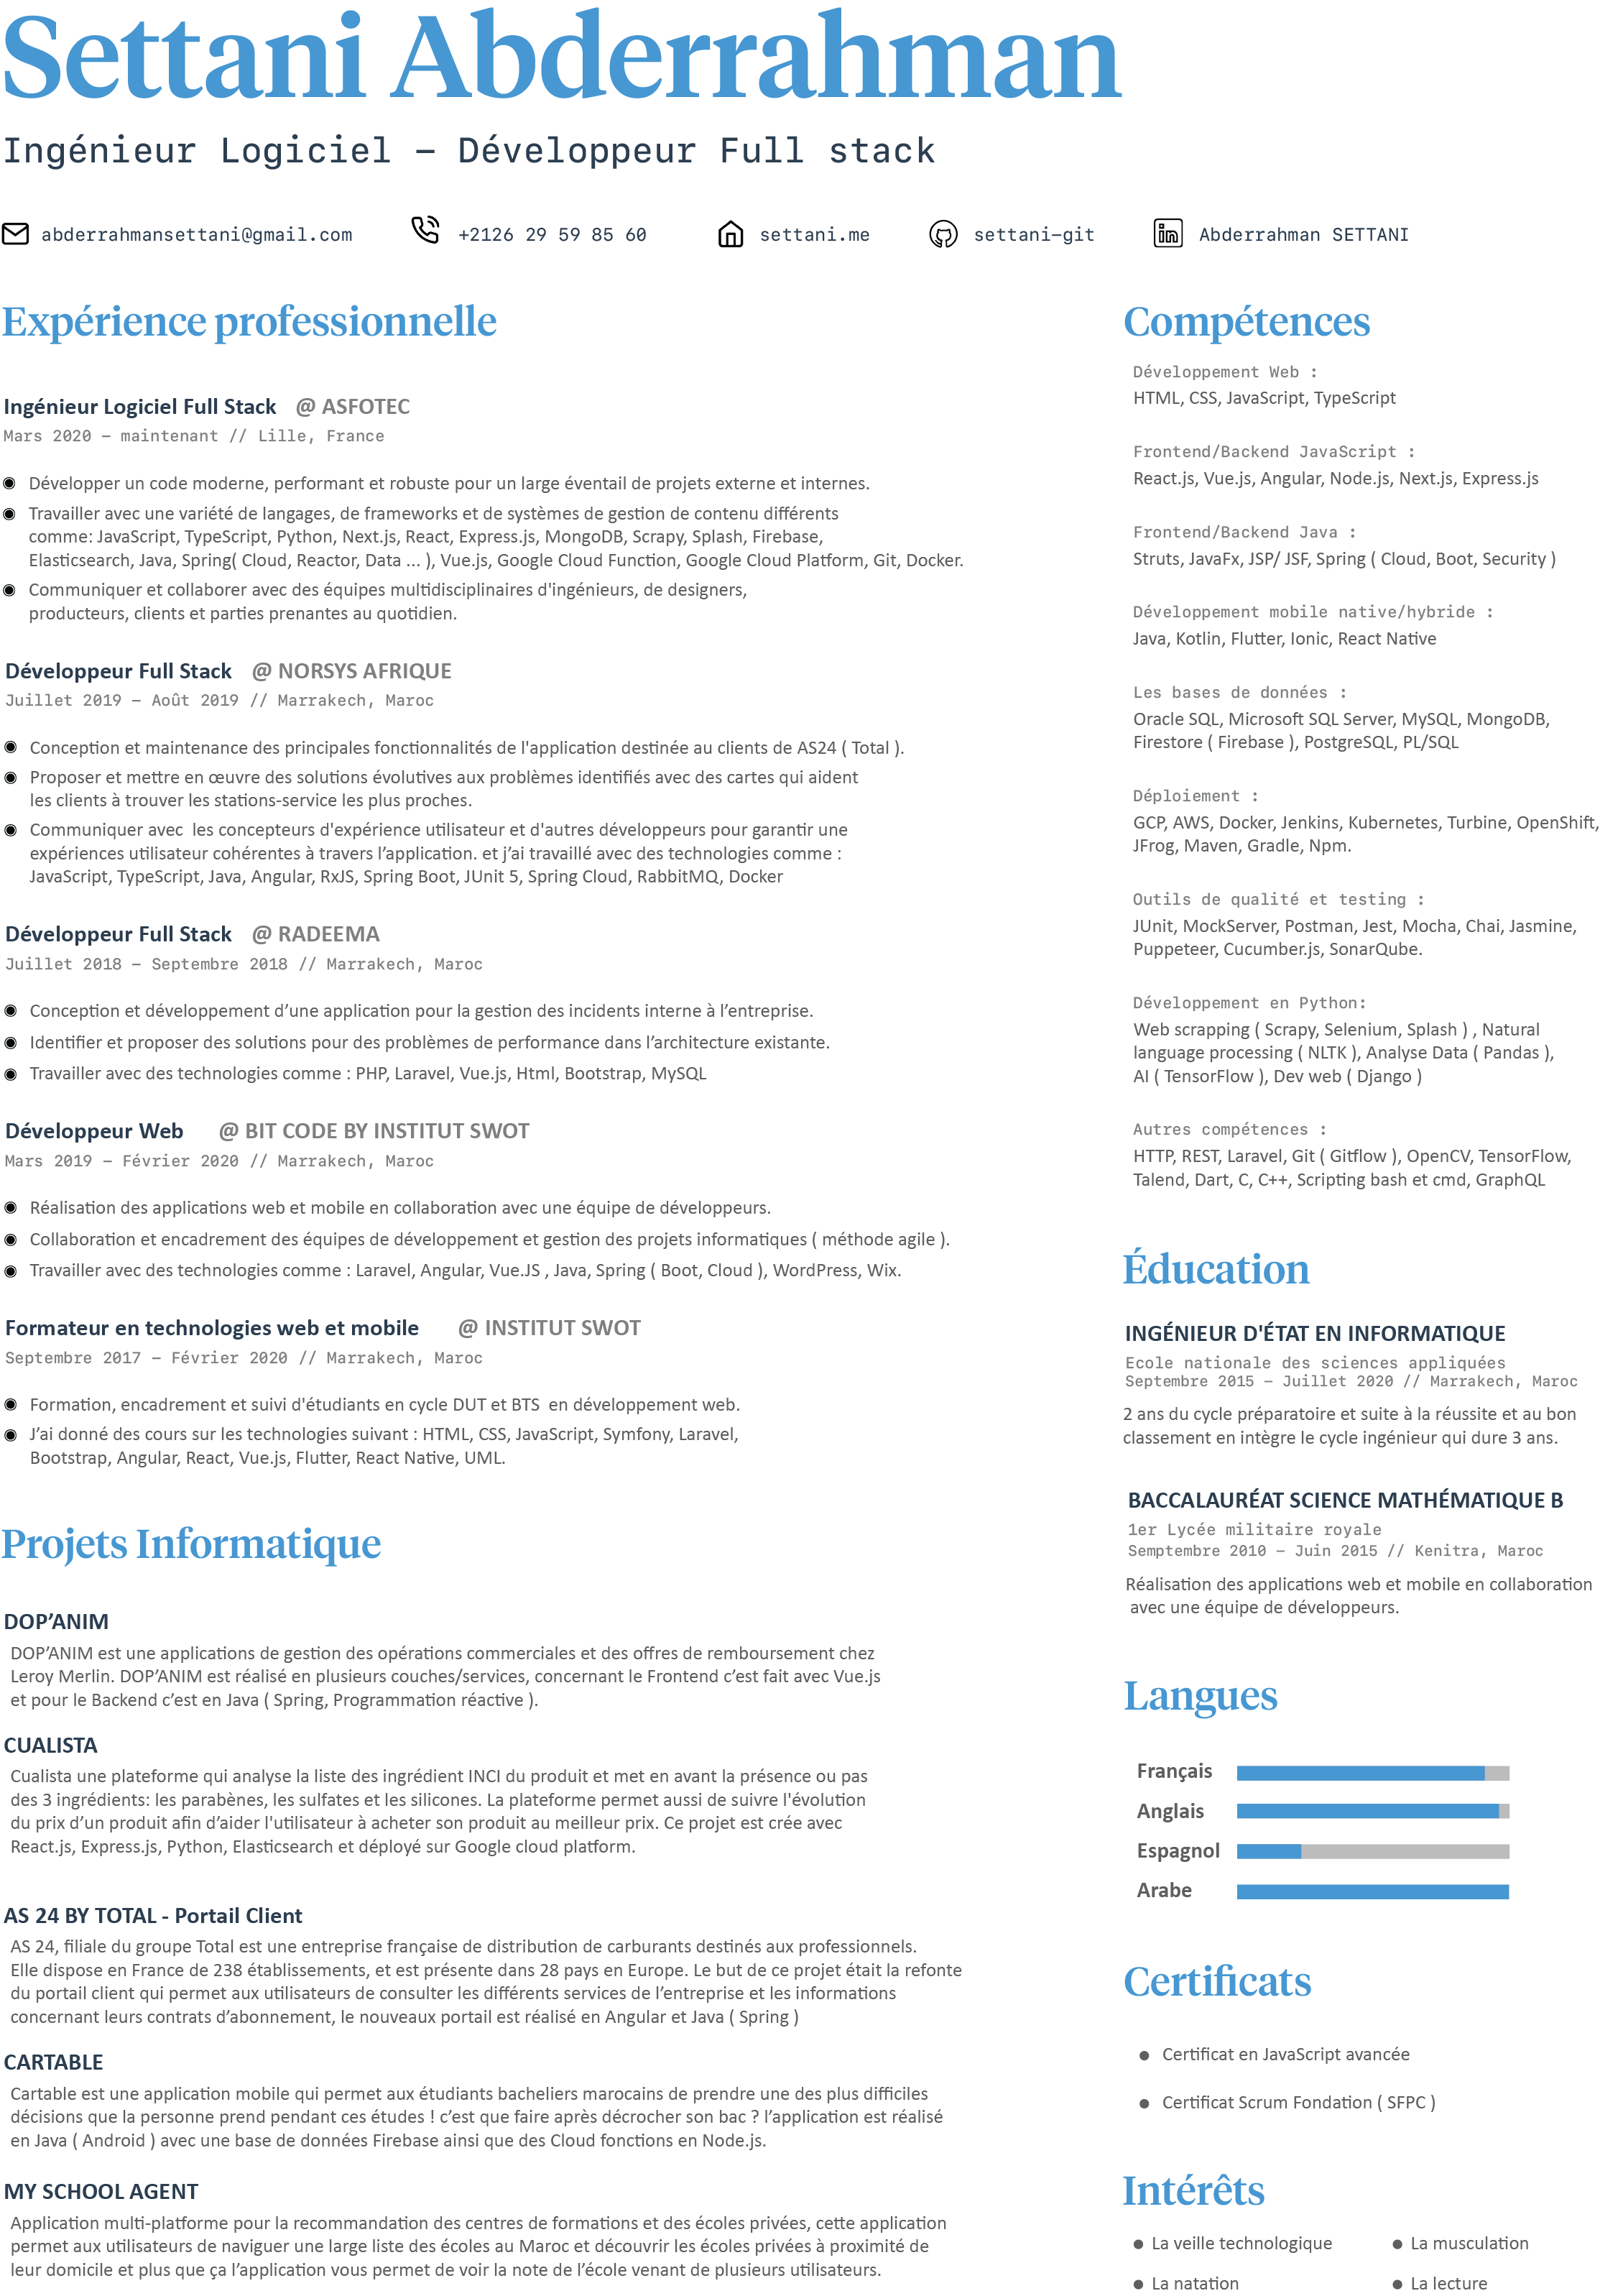 Settani Abderrahman
Ingénieur Logiciel – Développeur Full stack
abderrahmansettani@gmail.com
+2126 29 59 85 60
settani.me
settani-git
Abderrahman SETTANI
Expérience professionnelle
Ingénieur Logiciel Full Stack @ ASFOTEC
Mars 2020 – maintenant // Lille, France
Développer un code moderne, performant et robuste pour un large éventail de projets externe et internes.
Travailler avec une variété de langages, de frameworks et de systèmes de gestion de contenu différents
comme: JavaScript, TypeScript, Python, Next.js, React, Express.js, MongoDB, Scrapy, Splash, Firebase,
Elasticsearch, Java, Spring( Cloud, Reactor, Data ... ), Vue.js, Google Cloud Function, Google Cloud Platform, Git, Docker.
Communiquer et collaborer avec des équipes multidisciplinaires d'ingénieurs, de designers,
producteurs, clients et parties prenantes au quotidien.
Développeur Full Stack @ NORSYS AFRIQUE
Juillet 2019 – Août 2019 // Marrakech, Maroc
Conception et maintenance des principales fonctionnalités de l'application destinée au clients de AS24 ( Total ).
Proposer et mettre en œuvre des solutions évolutives aux problèmes identifiés avec des cartes qui aident
les clients à trouver les stations-service les plus proches.
Communiquer avec  les concepteurs d'expérience utilisateur et d'autres développeurs pour garantir une
expériences utilisateur cohérentes à travers l’application. et j’ai travaillé avec des technologies comme :
JavaScript, TypeScript, Java, Angular, RxJS, Spring Boot, JUnit 5, Spring Cloud, RabbitMQ, Docker
Développeur Full Stack @ RADEEMA
Juillet 2018 – Septembre 2018 // Marrakech, Maroc
Conception et développement d’une application pour la gestion des incidents interne à l’entreprise.
Identifier et proposer des solutions pour des problèmes de performance dans l’architecture existante.
Travailler avec des technologies comme : PHP, Laravel, Vue.js, Html, Bootstrap, MySQL
Développeur Web @ BIT CODE BY INSTITUT SWOT
Mars 2019 – Février 2020 // Marrakech, Maroc
Réalisation des applications web et mobile en collaboration avec une équipe de développeurs.
Collaboration et encadrement des équipes de développement et gestion des projets informatiques ( méthode agile ).
Travailler avec des technologies comme : Laravel, Angular, Vue.JS , Java, Spring ( Boot, Cloud ), WordPress, Wix.
Formateur en technologies web et mobile @ INSTITUT SWOT
Septembre 2017 – Février 2020 // Marrakech, Maroc
Formation, encadrement et suivi d'étudiants en cycle DUT et BTS  en développement web.
J’ai donné des cours sur les technologies suivant : HTML, CSS, JavaScript, Symfony, Laravel,
Bootstrap, Angular, React, Vue.js, Flutter, React Native, UML.
Projets Informatique
DOP’ANIM
DOP’ANIM est une applications de gestion des opérations commerciales et des offres de remboursement chez
Leroy Merlin. DOP’ANIM est réalisé en plusieurs couches/services, concernant le Frontend c’est fait avec Vue.js
et pour le Backend c’est en Java ( Spring, Programmation réactive ).
CUALISTA
Cualista une plateforme qui analyse la liste des ingrédient INCI du produit et met en avant la présence ou pas
des 3 ingrédients: les parabènes, les sulfates et les silicones. La plateforme permet aussi de suivre l'évolution
du prix d’un produit afin d’aider l'utilisateur à acheter son produit au meilleur prix. Ce projet est crée avec
React.js, Express.js, Python, Elasticsearch et déployé sur Google cloud platform.
AS 24 BY TOTAL - Portail Client
AS 24, filiale du groupe Total est une entreprise française de distribution de carburants destinés aux professionnels.
Elle dispose en France de 238 établissements, et est présente dans 28 pays en Europe. Le but de ce projet était la refonte
du portail client qui permet aux utilisateurs de consulter les différents services de l’entreprise et les informations
concernant leurs contrats d’abonnement, le nouveaux portail est réalisé en Angular et Java ( Spring )
CARTABLE
Cartable est une application mobile qui permet aux étudiants bacheliers marocains de prendre une des plus difficiles
décisions que la personne prend pendant ces études ! c’est que faire après décrocher son bac ? l’application est réalisé
en Java ( Android ) avec une base de données Firebase ainsi que des Cloud fonctions en Node.js.
MY SCHOOL AGENT
Application multi-platforme pour la recommandation des centres de formations et des écoles privées, cette application
permet aux utilisateurs de naviguer une large liste des écoles au Maroc et découvrir les écoles privées à proximité de
leur domicile et plus que ça l’application vous permet de voir la note de l’école venant de plusieurs utilisateurs.
Compétences
Développement Web :
HTML, CSS, JavaScript, TypeScript
Frontend/Backend JavaScript :
React.js, Vue.js, Angular, Node.js, Next.js, Express.js
Frontend/Backend Java :
Struts, JavaFx, JSP/ JSF, Spring ( Cloud, Boot, Security )
Développement mobile native/hybride :
Java, Kotlin, Flutter, Ionic, React Native
Les bases de données :
Oracle SQL, Microsoft SQL Server, MySQL, MongoDB,
Firestore ( Firebase ), PostgreSQL, PL/SQL
Déploiement :
GCP, AWS, Docker, Jenkins, Kubernetes, Turbine, OpenShift,
JFrog, Maven, Gradle, Npm.
Outils de qualité et testing :
JUnit, MockServer, Postman, Jest, Mocha, Chai, Jasmine,
Puppeteer, Cucumber.js, SonarQube.
Développement en Python:
Web scrapping ( Scrapy, Selenium, Splash ) , Natural
language processing ( NLTK ), Analyse Data ( Pandas ),
AI ( TensorFlow ), Dev web ( Django )
Autres compétences :
HTTP, REST, Laravel, Git ( Gitflow ), OpenCV, TensorFlow,
Talend, Dart, C, C++, Scripting bash et cmd, GraphQL
Éducation
INGÉNIEUR D'ÉTAT EN INFORMATIQUE
Ecole nationale des sciences appliquées
Septembre 2015 – Juillet 2020 // Marrakech, Maroc
2 ans du cycle préparatoire et suite à la réussite et au bon
classement en intègre le cycle ingénieur qui dure 3 ans.
BACCALAURÉAT SCIENCE MATHÉMATIQUE B
1er Lycée militaire royale
Semptembre 2010 – Juin 2015 // Kenitra, Maroc
Réalisation des applications web et mobile en collaboration
avec une équipe de développeurs.
Langues
Français
Anglais
Espagnol
Arabe
Certificats
Certificat en JavaScript avancée
Certificat Scrum Fondation ( SFPC )
Intérêts
La veille technologique
La musculation
La natation
La lecture